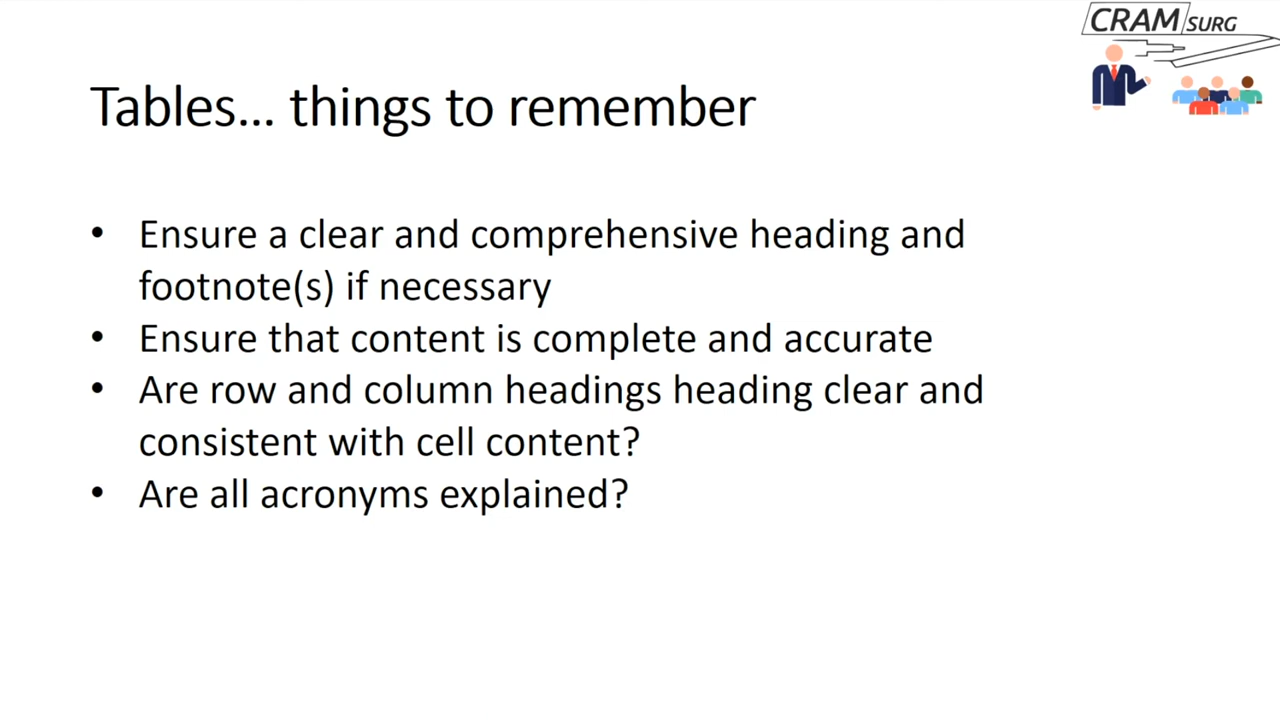 CRAM SURG
Tables... things to remember
• Ensure a clear and comprehensive heading and
footnote(s) if necessary
• Ensure that content is complete and accurate
• Are row and column headings heading clear and
consistent with cell content?
• Are all acronyms explained?